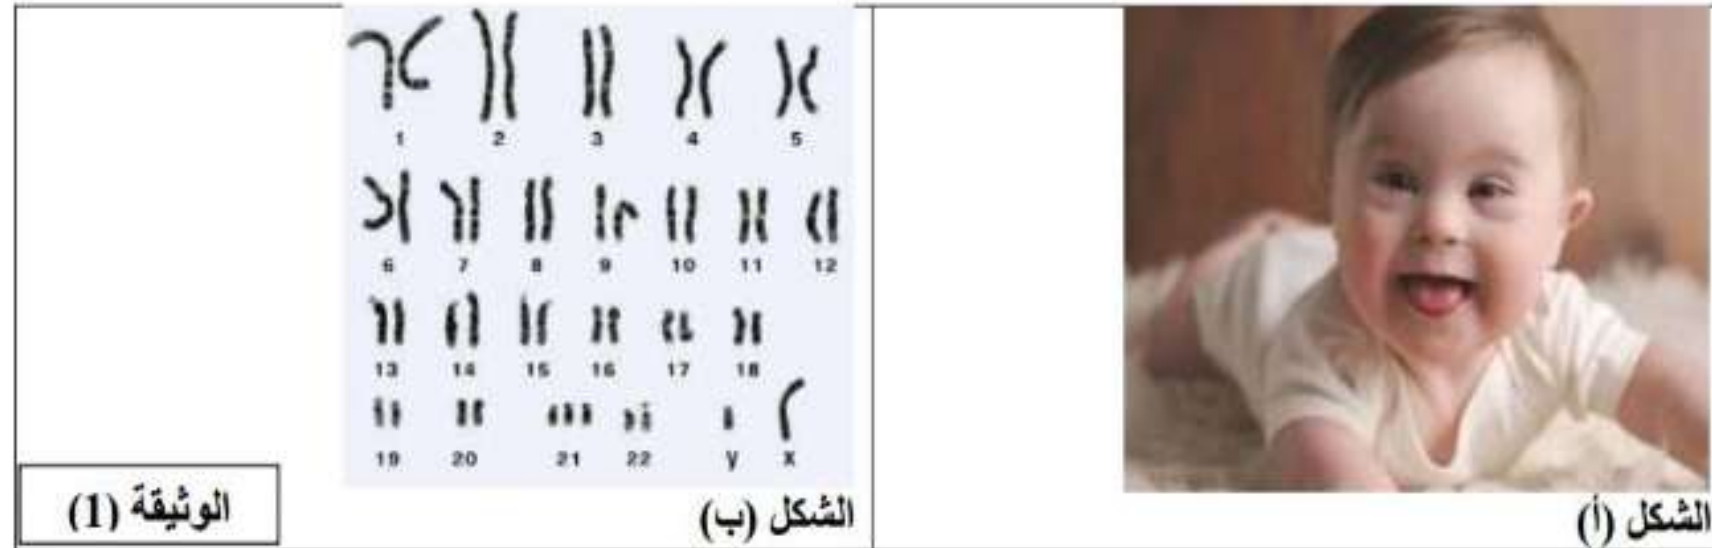 1 2 3 4 5
6 7 8 9 10 11 12
13 14 15 16 17 18
19 20 21 22 y x
الشكل (أ)
الشكل (ب)
الوثيقة (1)